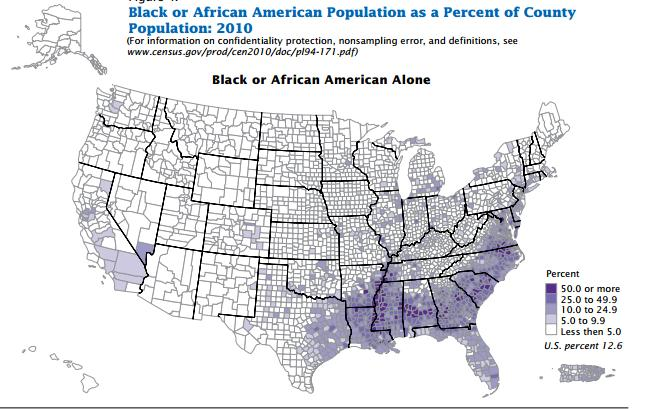 Black or African American Population as a Percent of County
Population: 2010
(For information on confidentiality protection, nonsampling error, and definitions, see
www.census.gov/prod/cen2010/doc/pl94-171.pdf)
Black or African American Alone
Percent
50.0 or more
25.0 to 49.9
10.0 to 24.9
5.0 to 9.9
Less then 5.0
U.S. percent 12.6